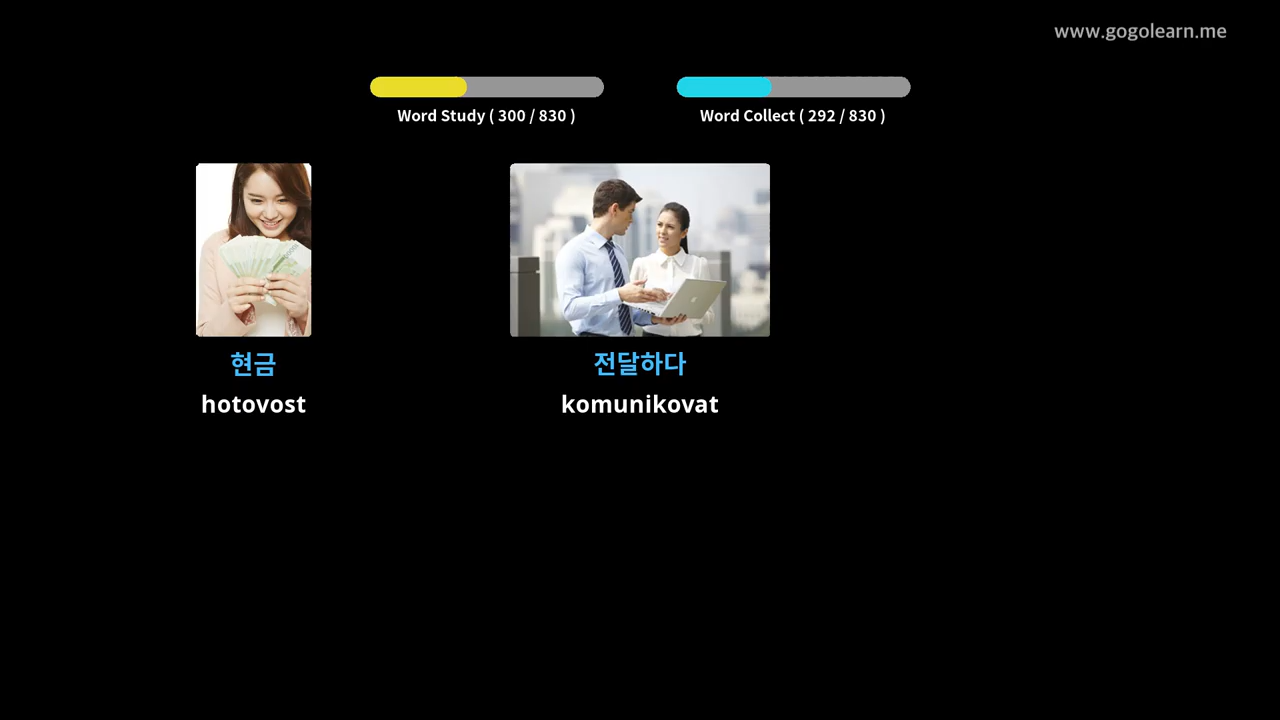 www.gogolearn.me
Word Study ( 300 / 830 )
Word Collect ( 292 / 830 )
현금
hotovost
전달하다
komunikovat